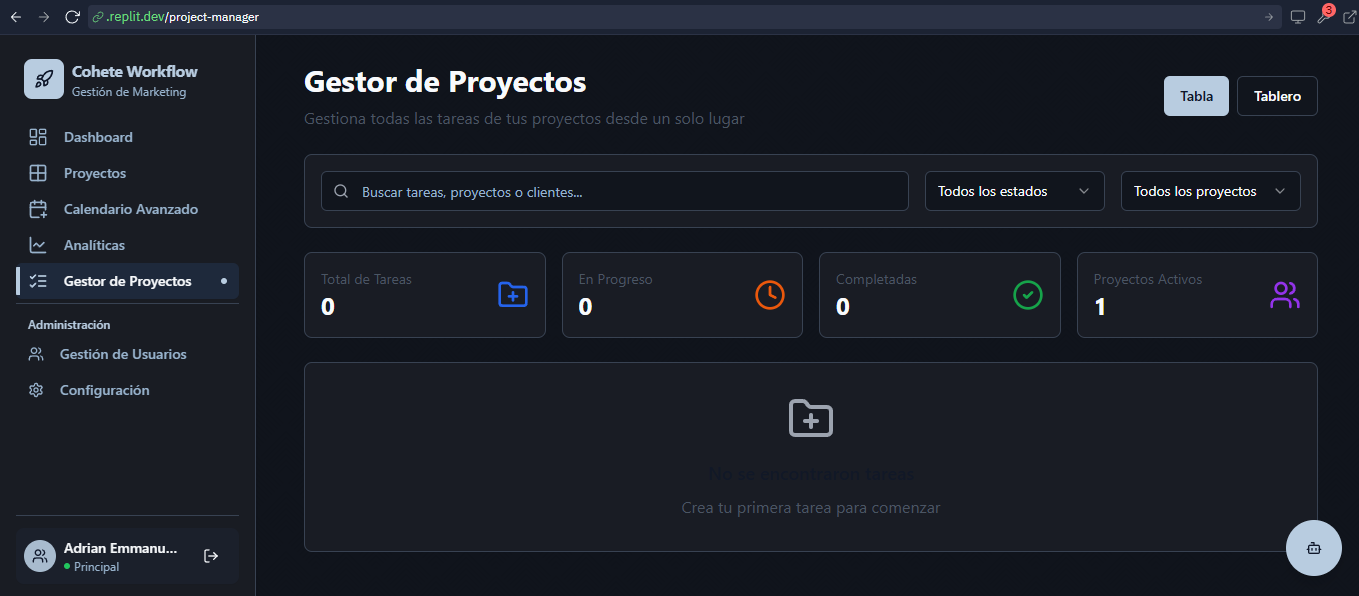 .replit.dev/project-manager
3
Cohete Workflow
Gestión de Marketing
Dashboard
Proyectos
Calendario Avanzado
Analíticas
Gestor de Proyectos
Administración
Gestión de Usuarios
Configuración
Adrian Emmanu...
Principal
Gestor de Proyectos
Gestiona todas las tareas de tus proyectos desde un solo lugar
Tabla
Tablero
Buscar tareas, proyectos o clientes...
Todos los estados
Todos los proyectos
Total de Tareas
0
En Progreso
0
Completadas
0
Proyectos Activos
1
No se encontraron tareas
Crea tu primera tarea para comenzar